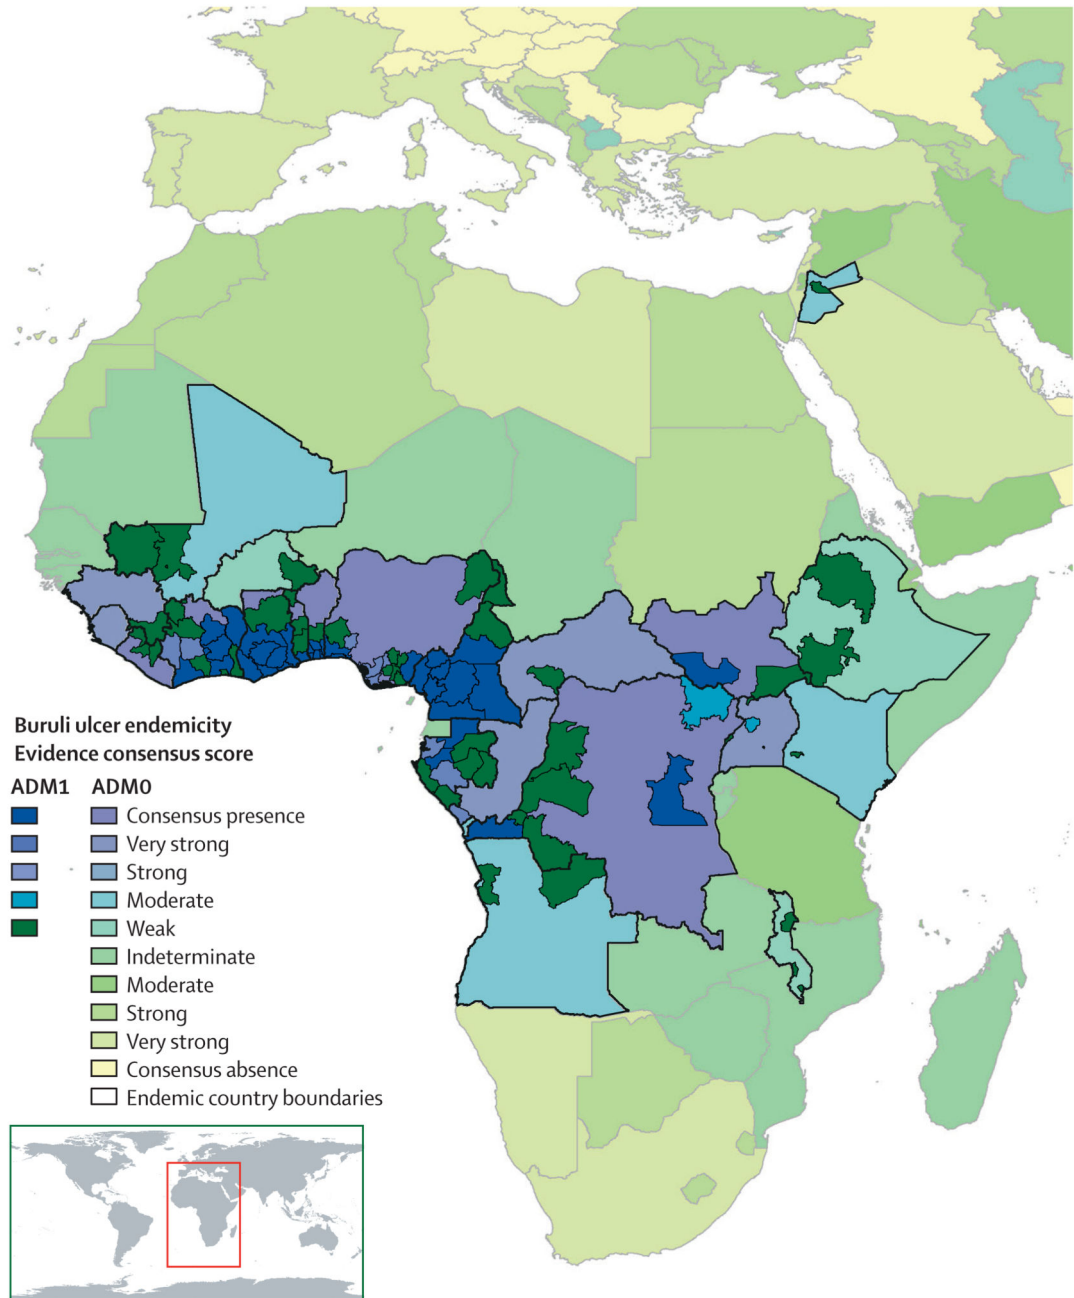 Buruli ulcer endemicity
Evidence consensus score
ADM1 ADM0
Consensus presence
Very strong
Strong
Moderate
Weak
Indeterminate
Moderate
Strong
Very strong
Consensus absence
Endemic country boundaries